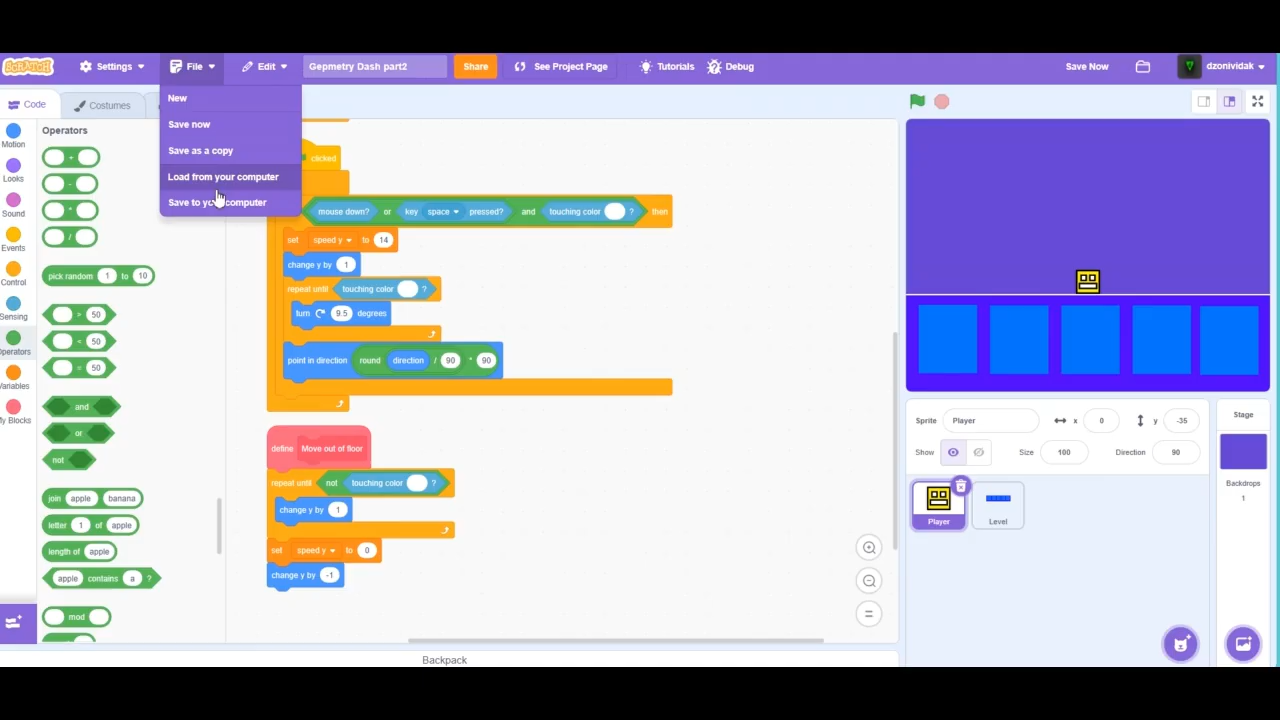 SCRATCH Settings File Edit Gepmetry Dash part2 Share See Project Page Tutorials Debug Save Now dzonividak
Code Costumes
New
Save now
Save as a copy
Load from your computer
Save to your computer
Motion
Looks
Sound
Events
Control
Sensing
Operators
Variables
My Blocks
Operators
+
-
*
/
pick random 1 to 10
> 50
< 50
= 50
and
or
not
join apple banana
letter 1 of apple
length of apple
apple contains a ?
mod
clicked
mouse down? or key space pressed? and touching color ? then
set speed y to 14
change y by 1
repeat until touching color ?
turn 9.5 degrees
point in direction round direction / 90 * 90
define Move out of floor
repeat until not touching color ?
change y by 1
set speed y to 0
change y by -1
Backpack
Sprite Player x 0 y -35
Show Size 100 Direction 90
Player Level
Stage
Backdrops
1